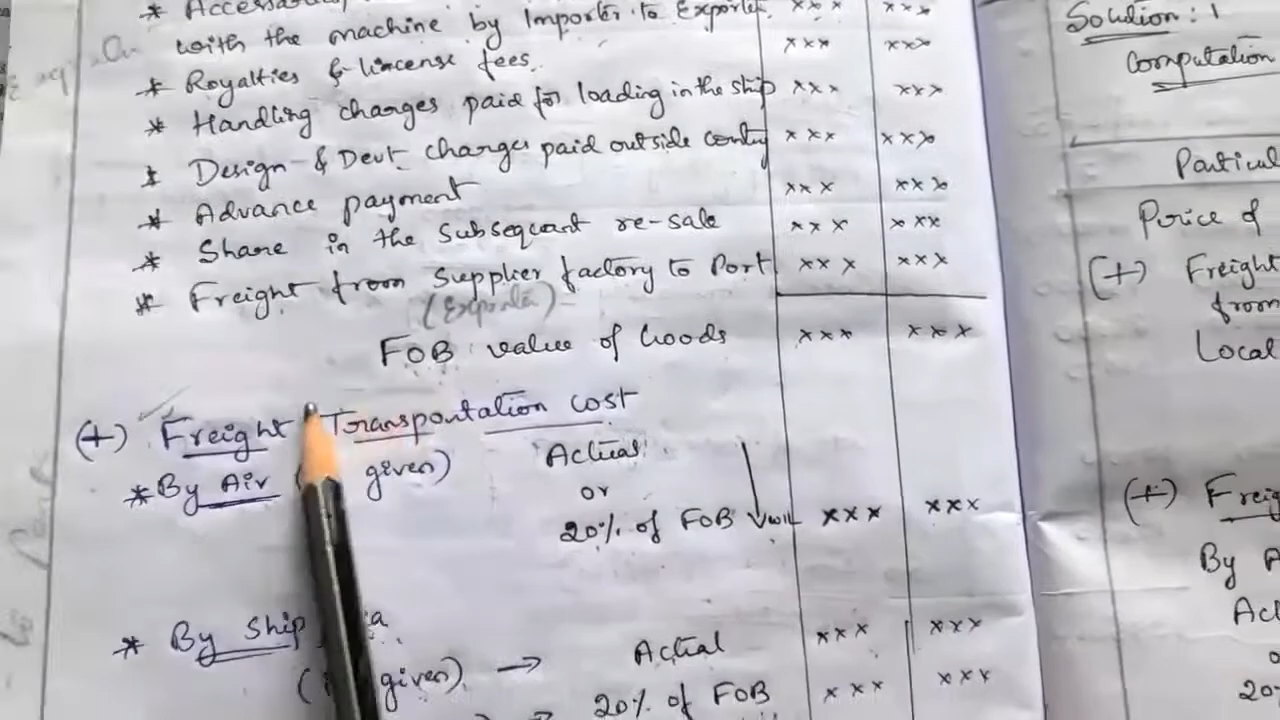 * Accessories
with the machine by Importer to Exporter xxx xxx
* Royalties & lincense fees. xxx xxx
* Handling charges paid for loading in the ship xxx xxx
* Design & Devt charges paid outside contry xxx xxx
* Advance payment xxx xxx
* Share in the subsequent re-sale xxx xxx
* Freight from supplier factory to Port xxx xxx
(Exporter)
FOB value of Goods xxx xxx
(+) Freight Transportation cost
* By Air given) Actual
or
20% of FOB xxx xxx
* By Ship
given) → Actual xxx xxx
20% of FOB xxx xxx
Solution: 1
Computation
Particul
Price of
(+) Freight
from
Local
(+) Freig
By A
Act
o
20